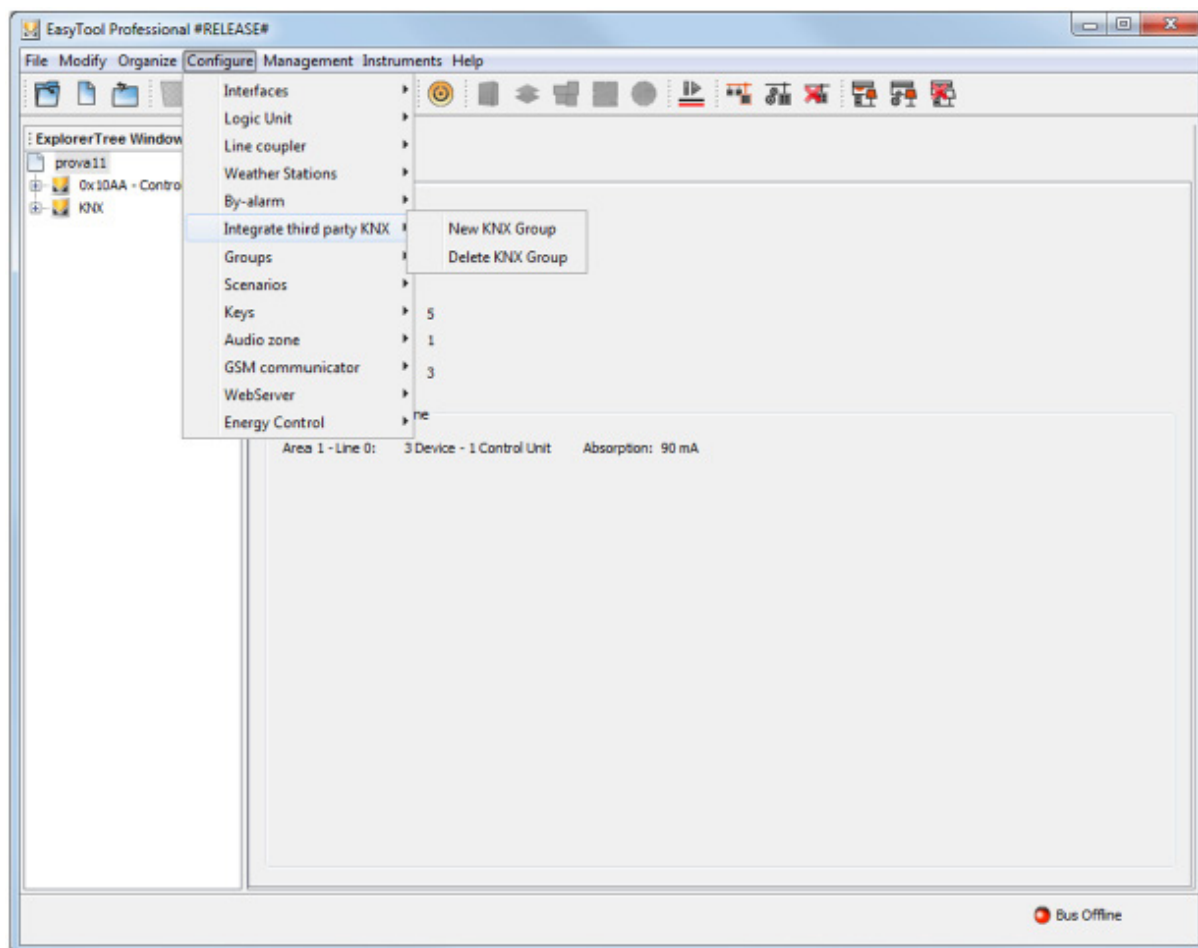 EasyTool Professional #RELEASE#
File Modify Organize Configure Management Instruments Help
ExplorerTree Window
prova11
0x10AA - Contro
KNX
Interfaces
Logic Unit
Line coupler
Weather Stations
By-alarm
Integrate third party KNX
New KNX Group
Delete KNX Group
Groups
Scenarios
Keys
5
Audio zone
1
GSM communicator
3
WebServer
Energy Control
ne
Area 1 - Line 0: 3 Device - 1 Control Unit Absorption: 90 mA
Bus Offline